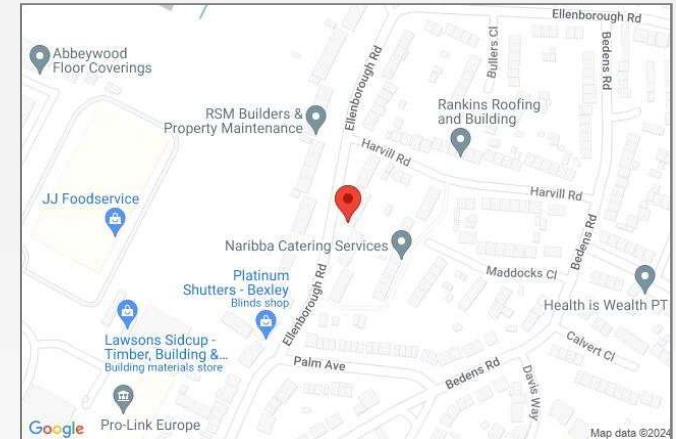 Ellenborough Rd
Abbeywood
Floor Coverings
Bullers Cl
Bedens Rd
Ellenborough Rd
RSM Builders &
Property Maintenance
Rankins Roofing
and Building
Harvill Rd
JJ Foodservice
Harvill Rd
Bedens Rd
Naribba Catering Services
Platinum
Shutters - Bexley
Blinds shop
Ellenborough Rd
Maddocks Cl
Health is Wealth PT
Lawsons Sidcup -
Timber, Building &...
Building materials store
Calvert Cl
Palm Ave
Bedens Rd
Davis Way
Google
Pro-Link Europe
Map data ©2024